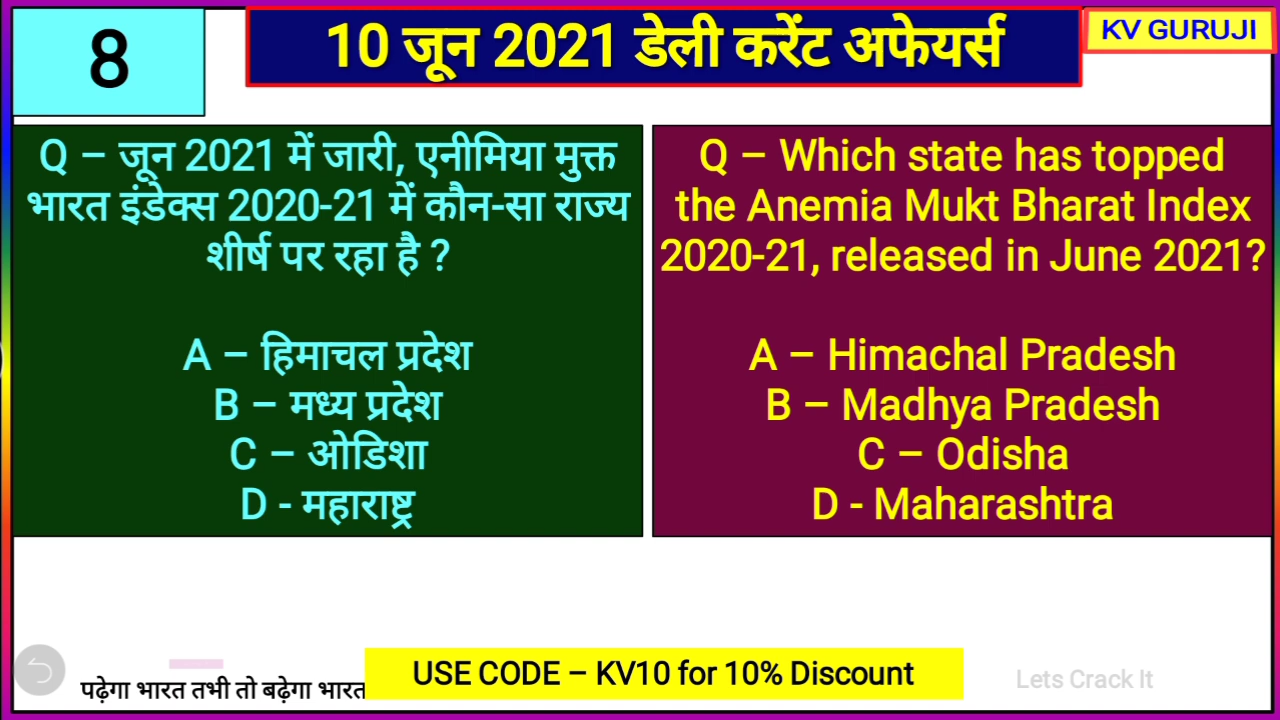 8
10 जून 2021 डेली करेंट अफेयर्स
KV GURUJI
Q – जून 2021 में जारी, एनीमिया मुक्त
भारत इंडेक्स 2020-21 में कौन-सा राज्य
शीर्ष पर रहा है ?
A – हिमाचल प्रदेश
B – मध्य प्रदेश
C – ओडिशा
D - महाराष्ट्र
Q – Which state has topped
the Anemia Mukt Bharat Index
2020-21, released in June 2021?
A – Himachal Pradesh
B – Madhya Pradesh
C – Odisha
D - Maharashtra
पढ़ेगा भारत तभी तो बढ़ेगा भारत
USE CODE – KV10 for 10% Discount
Lets Crack It